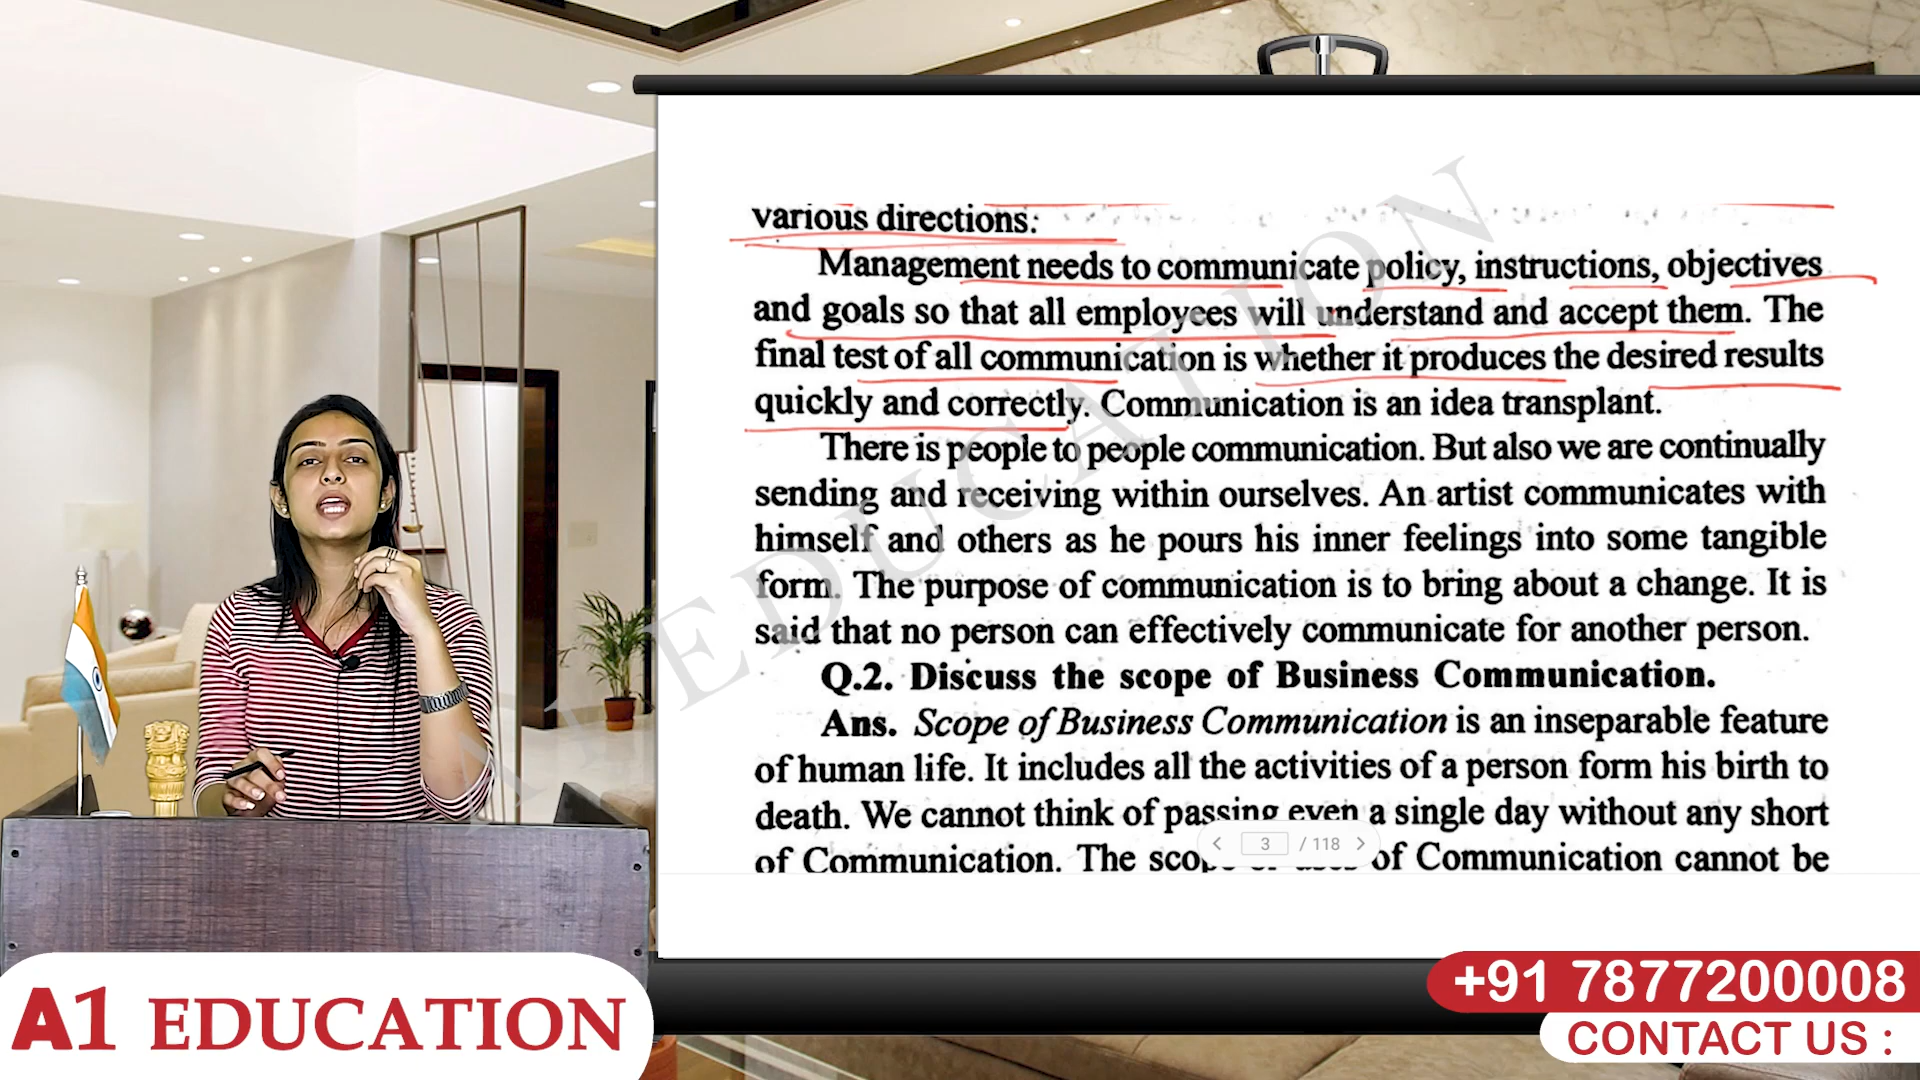 various directions:
Management needs to communicate policy, instructions, objectives
and goals so that all employees will understand and accept them. The
final test of all communication is whether it produces the desired results
quickly and correctly. Communication is an idea transplant.
There is people to people communication. But also we are continually
sending and receiving within ourselves. An artist communicates with
himself and others as he pours his inner feelings into some tangible
form. The purpose of communication is to bring about a change. It is
said that no person can effectively communicate for another person.
Q.2. Discuss the scope of Business Communication.
Ans. Scope of Business Communication is an inseparable feature
of human life. It includes all the activities of a person form his birth to
death. We cannot think of passing even a single day without any short
of Communication. The scope of uses of Communication cannot be
3 / 118
A1 EDUCATION
A1 EDUCATION
+91 7877200008
CONTACT US :